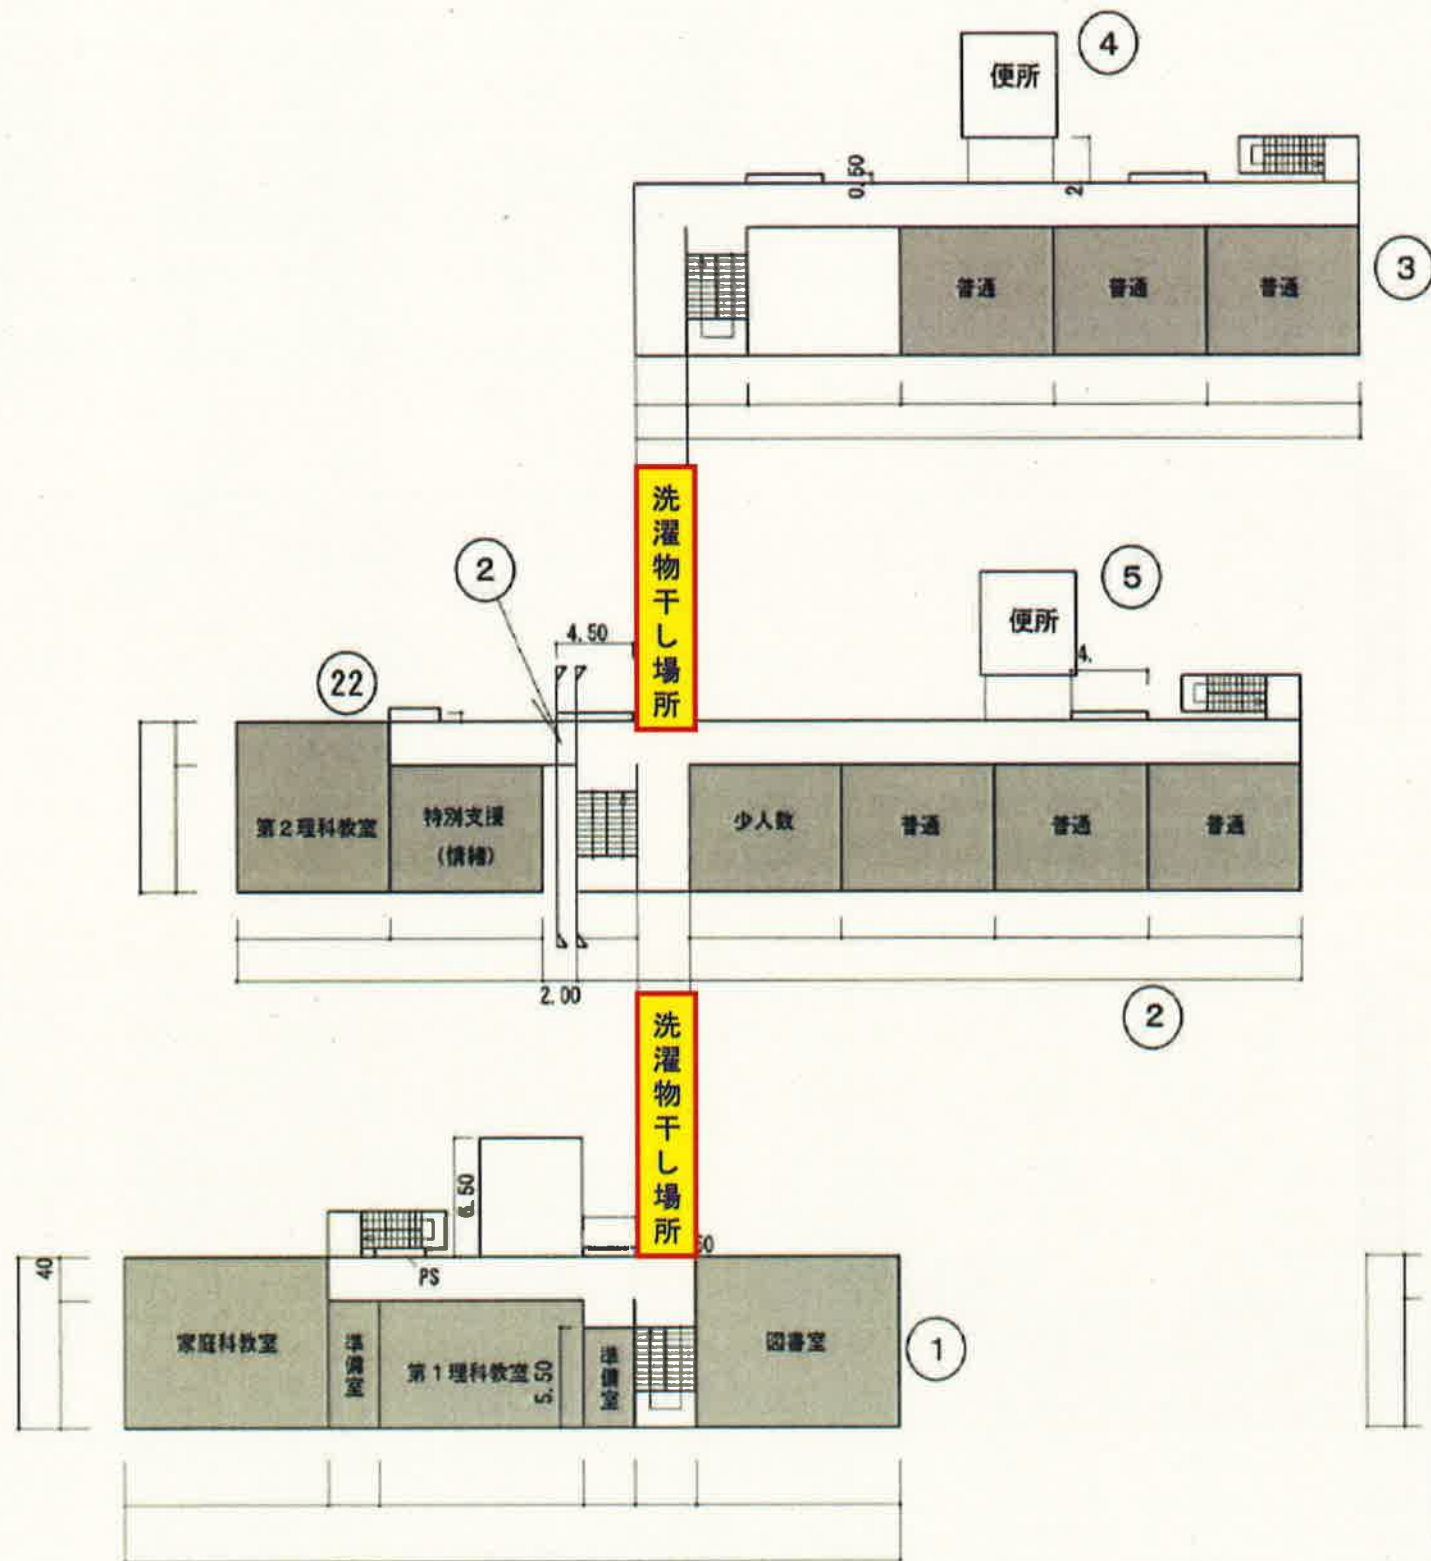 ④
便所
0.50
2
普通
普通
普通
③
洗濯物干し場所
②
4.50
便所
⑤
4.
22
第2理科教室
特別支援
(情緒)
少人数
普通
普通
普通
2.00
②
洗濯物干し場所
.50
PS
40
家庭科教室
準備室
第1理科教室
5.50
準備室
図書室
①